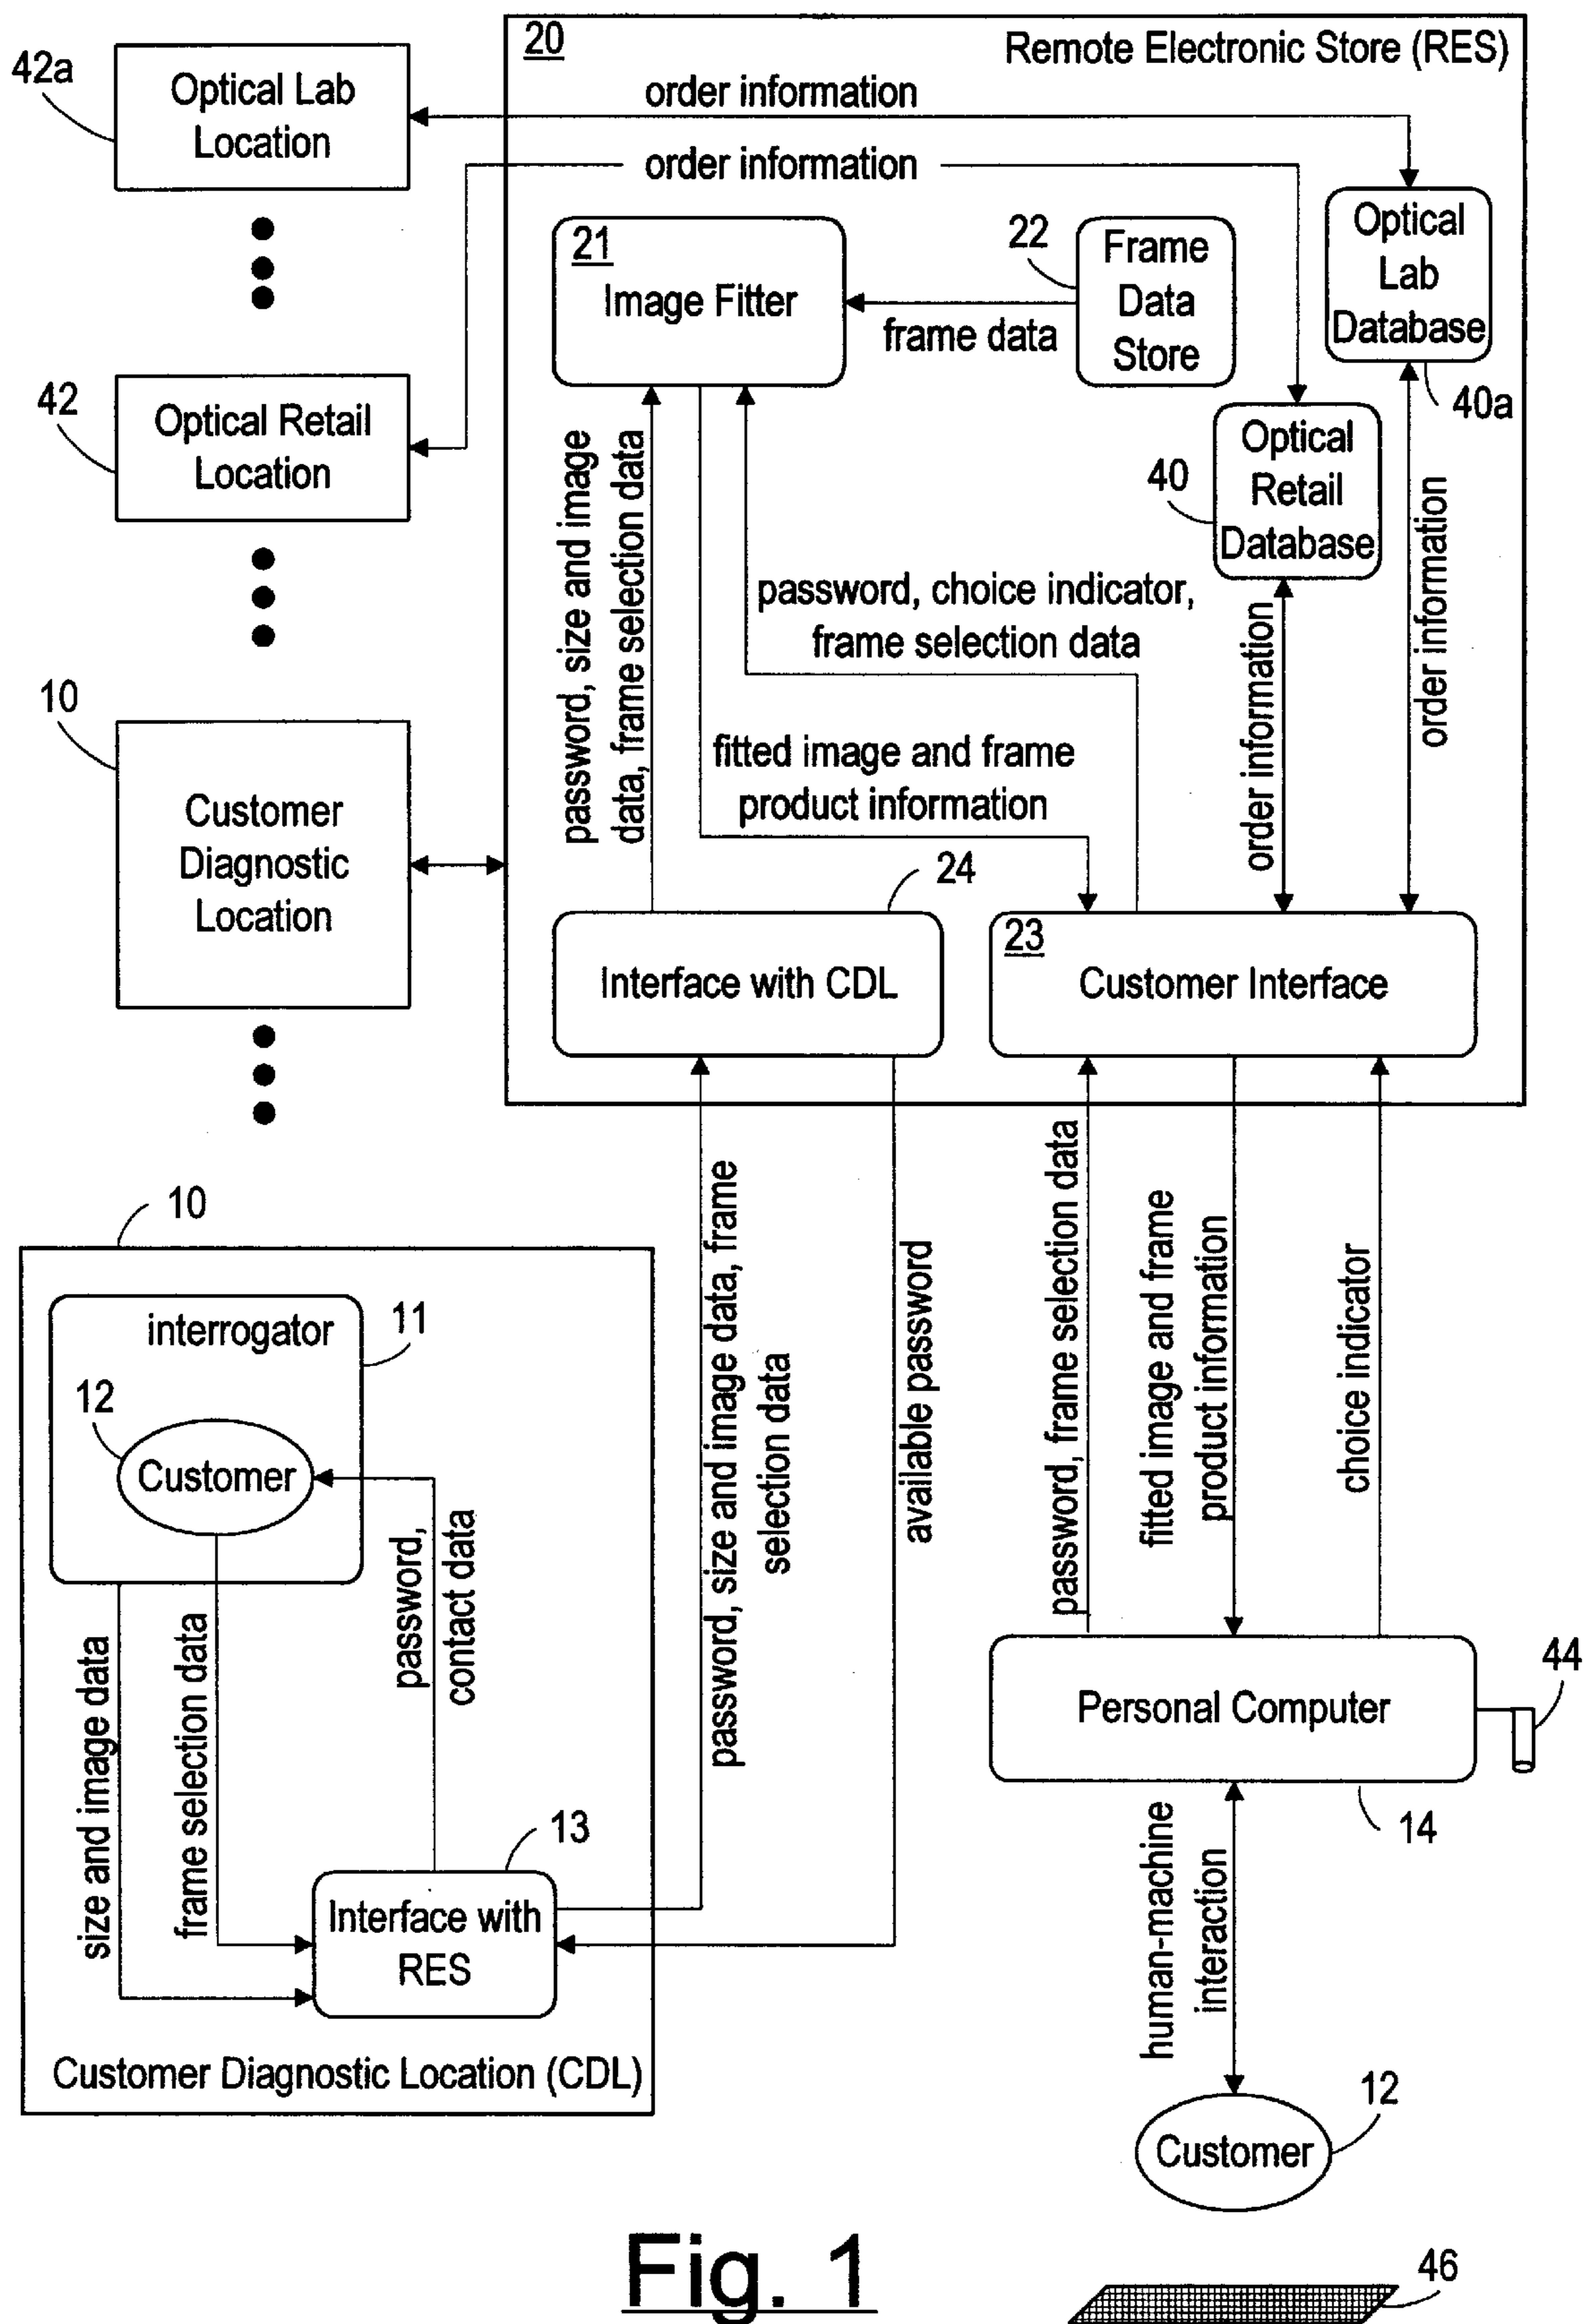 20
Remote Electronic Store (RES)
42a
Optical Lab
Location
order information
order information
21
Image Fitter
22
Frame
Data
Store
frame data
Optical
Lab
Database
40a
42
Optical Retail
Location
40
Optical
Retail
Database
password, size and image
data, frame selection data
password, choice indicator,
frame selection data
order information
order information
fitted image and frame
product information
10
Customer
Diagnostic
Location
24
Interface with CDL
23
Customer Interface
10
interrogator
11
12
Customer
password,
contact data
size and image data
frame selection data
13
Interface with
RES
Customer Diagnostic Location (CDL)
password, size and image data, frame
selection data
available password
password, frame selection data
fitted image and frame
product information
choice indicator
Personal Computer
44
14
human-machine
interaction
12
Customer
Fig. 1
46